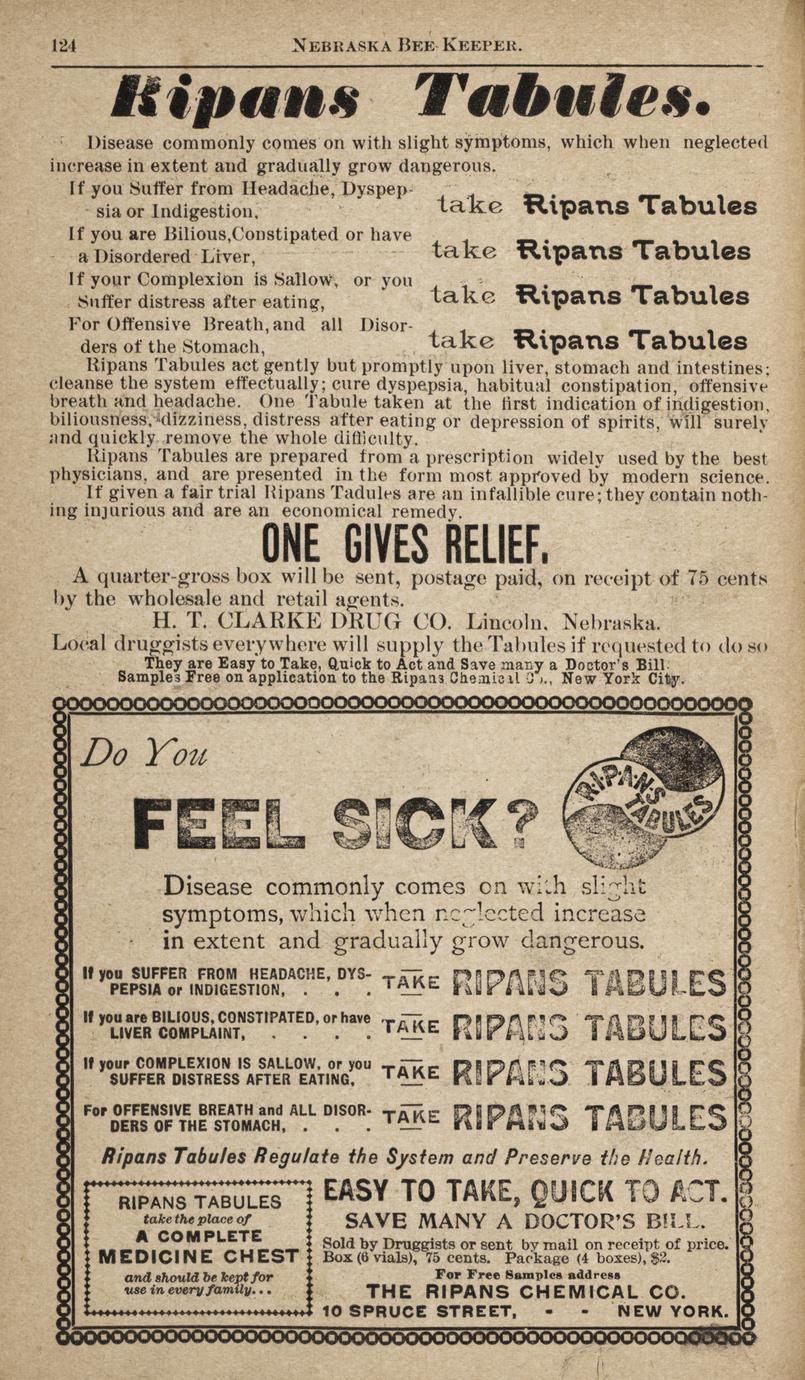 124 NEBRASKA BEE-KEEPER.
Ripans Tabules.
Disease commonly comes on with slight symptoms, which when neglected
increase in extent and gradually grow dangerous.
If you Suffer from Headache, Dyspep-
sia or Indigestion, take Ripans Tabules
If you are Bilious,Constipated or have
a Disordered Liver, take Ripans Tabules
If your Complexion is Sallow, or you
Suffer distress after eating, take Ripans Tabules
For Offensive Breath, and all Disor-
ders of the Stomach, take Ripans Tabules
Ripans Tabules act gently but promptly upon liver, stomach and intestines;
cleanse the system effectually; cure dyspepsia, habitual constipation, offensive
breath and headache. One Tabule taken at the first indication of indigestion,
biliousness, dizziness, distress after eating or depression of spirits, will surely
and quickly remove the whole difficulty.
Ripans Tabules are prepared from a prescription widely used by the best
physicians, and are presented in the form most approved by modern science.
If given a fair trial Ripans Tadules are an infallible cure; they contain noth-
ing injurious and are an economical remedy.
ONE GIVES RELIEF.
A quarter-gross box will be sent, postage paid, on receipt of 75 cents
by the wholesale and retail agents.
H. T. CLARKE DRUG CO. Lincoln, Nebraska.
Local druggists everywhere will supply the Tabules if requested to do so
They are Easy to Take, Quick to Act and Save many a Doctor's Bill.
Samples Free on application to the Ripans Chemical Co., New York City.
Do You
FEEL SICK?
RIPANS
TABULES
Disease commonly comes on with slight
symptoms, which when neglected increase
in extent and gradually grow dangerous.
If you SUFFER FROM HEADACHE, DYS-
PEPSIA or INDIGESTION, . . . TAKE RIPANS TABULES
If you are BILIOUS, CONSTIPATED, or have
LIVER COMPLAINT, . . . . TAKE RIPANS TABULES
If your COMPLEXION IS SALLOW, or you
SUFFER DISTRESS AFTER EATING, TAKE RIPANS TABULES
For OFFENSIVE BREATH and ALL DISOR-
DERS OF THE STOMACH, . . . TAKE RIPANS TABULES
Ripans Tabules Regulate the System and Preserve the Health.
RIPANS TABULES
take the place of
A COMPLETE
MEDICINE CHEST
and should be kept for
use in every family...
EASY TO TAKE, QUICK TO ACT.
SAVE MANY A DOCTOR'S BILL.
Sold by Druggists or sent by mail on receipt of price.
Box (6 vials), 75 cents. Package (4 boxes), $2.
For Free Samples address
THE RIPANS CHEMICAL CO.
10 SPRUCE STREET, - - NEW YORK.